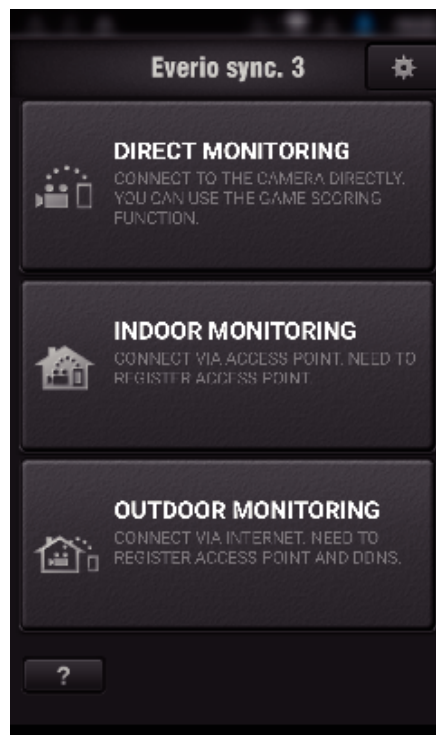 Everio sync. 3
DIRECT MONITORING
CONNECT TO THE CAMERA DIRECTLY.
YOU CAN USE THE GAME SCORING
FUNCTION.
INDOOR MONITORING
CONNECT VIA ACCESS POINT. NEED TO
REGISTER ACCESS POINT.
OUTDOOR MONITORING
CONNECT VIA INTERNET. NEED TO
REGISTER ACCESS POINT AND DDNS.
?